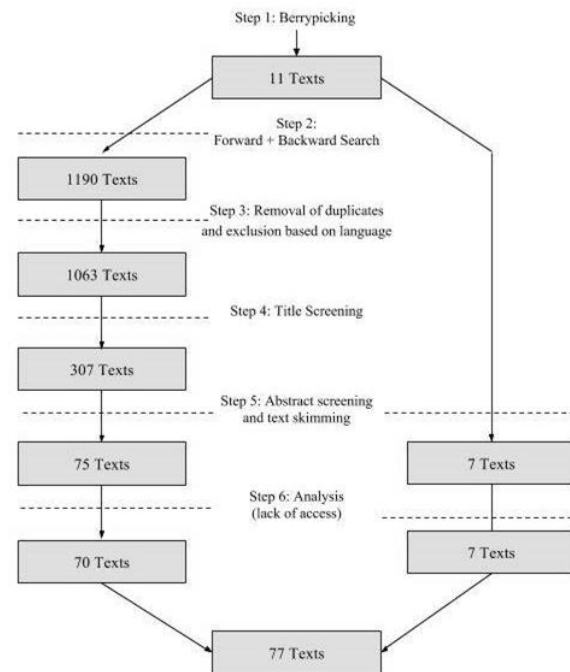 Step 1: Berrypicking
11 Texts
Step 2:
Forward + Backward Search
1190 Texts
Step 3: Removal of duplicates
and exclusion based on language
1063 Texts
Step 4: Title Screening
307 Texts
Step 5: Abstract screening
and text skimming
75 Texts
7 Texts
Step 6: Analysis
(lack of access)
70 Texts
7 Texts
77 Texts